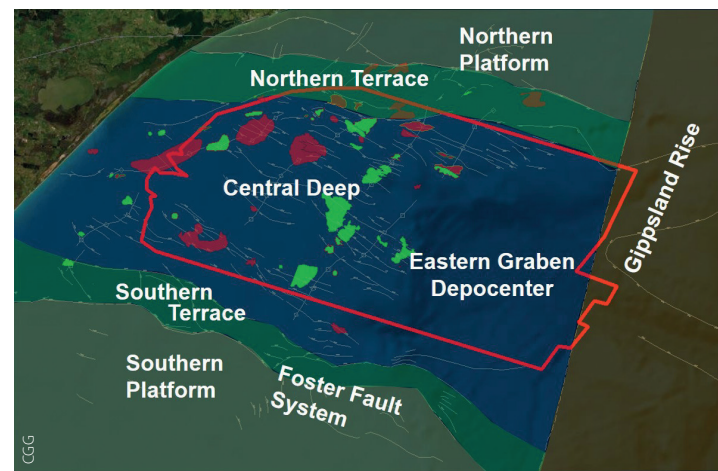 Northern
Platform
Northern Terrace
Gippsland Rise
Central Deep
Eastern Graben
Depocenter
Southern
Terrace
Southern
Platform
Foster Fault
System
CGG